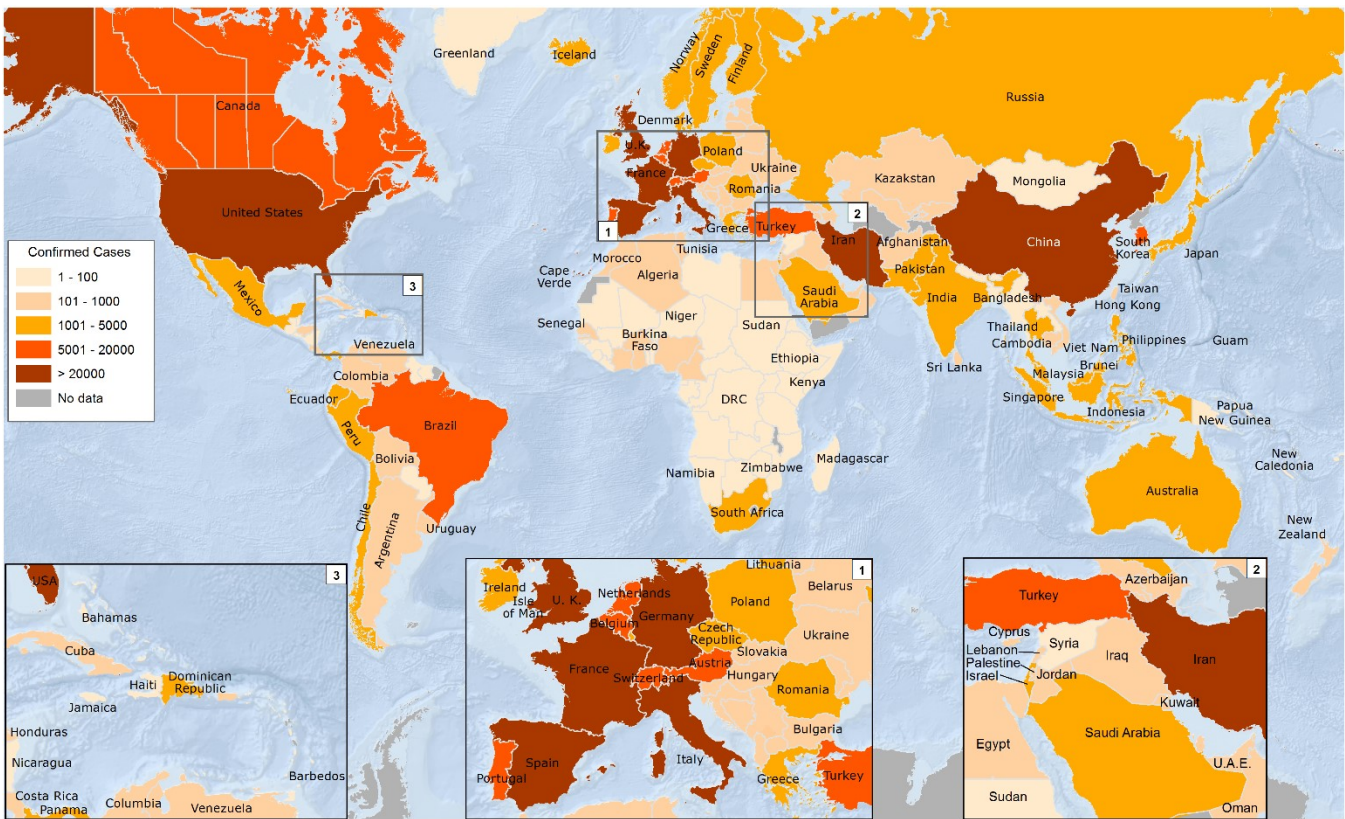 Greenland
Iceland
Norway
Sweden
Finland
Russia
Canada
Denmark
U.K.
Poland
Ukraine
France
Romania
Kazakstan
Mongolia
United States
1
Greece
Turkey
2
Iran
Afghanistan
China
South
Korea
Japan
Confirmed Cases
1 - 100
101 - 1000
1001 - 5000
5001 - 20000
> 20000
No data
Mexico
3
Morocco
Tunisia
Cape
Verde
Algeria
Saudi
Arabia
Pakistan
India
Bangladesh
Taiwan
Hong Kong
Senegal
Burkina
Faso
Niger
Sudan
Thailand
Cambodia
Viet Nam
Philippines
Guam
Venezuela
Colombia
Ethiopia
Kenya
Sri Lanka
Malaysia
Brunei
Ecuador
Singapore
Indonesia
Papua
New Guinea
Peru
Brazil
DRC
Bolivia
Namibia
Zimbabwe
Madagascar
New
Caledonia
Australia
Chile
Argentina
Uruguay
South Africa
New
Zealand
3
USA
Bahamas
Cuba
Haiti
Dominican
Republic
Jamaica
Honduras
Nicaragua
Barbedos
Costa Rica
Panama
Columbia
Venezuela
1
Lithuania
Ireland
Isle
of Man
U. K.
Netherlands
Belarus
Germany
Poland
Belgium
Czech
Republic
Ukraine
Slovakia
France
Austria
Switzerland
Hungary
Romania
Bulgaria
Portugal
Spain
Italy
Greece
Turkey
2
Azerbaijan
Turkey
Cyprus
Lebanon
Syria
Palestine
Israel
Jordan
Iraq
Iran
Kuwait
Saudi Arabia
Egypt
U.A.E.
Sudan
Oman